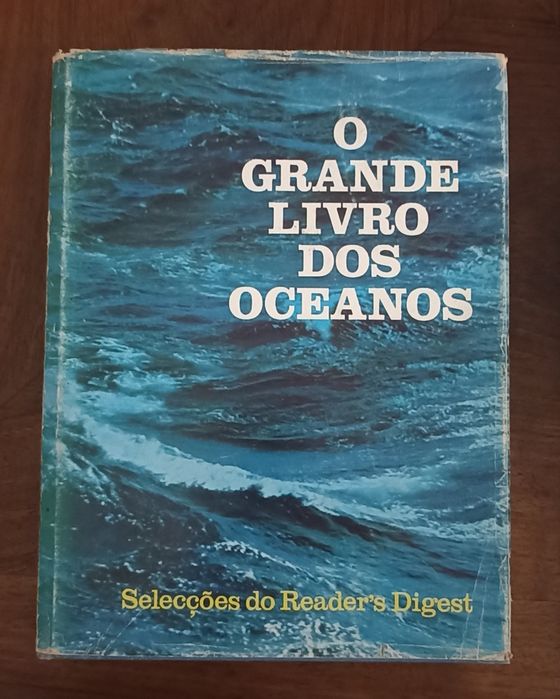 O
GRANDE
LIVRO
DOS
OCEANOS
Selecções do Reader's Digest